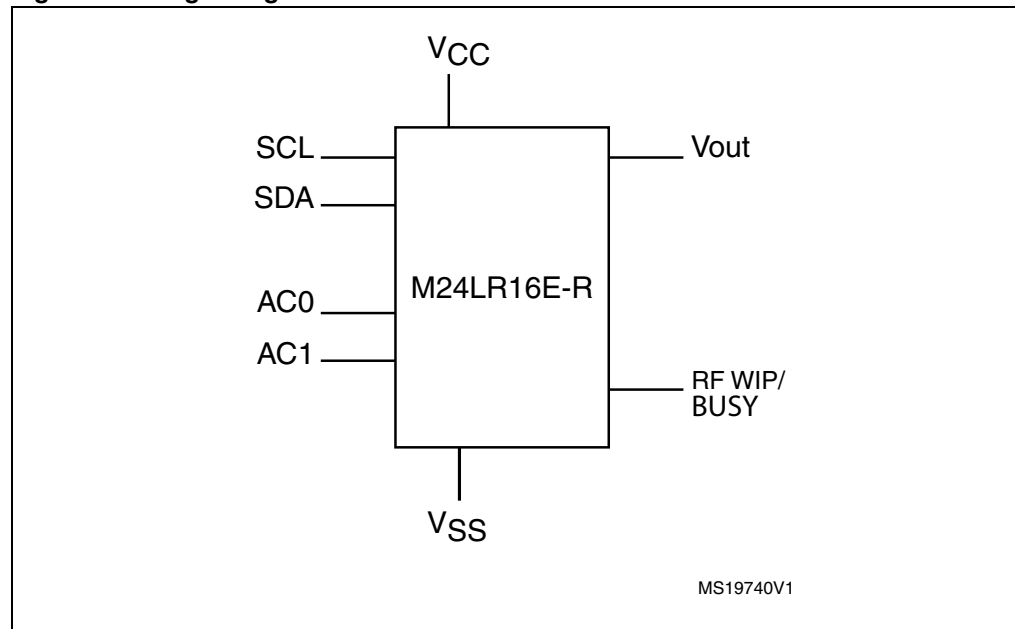 VCC
SCL
SDA
AC0
AC1
M24LR16E-R
Vout
RF WIP/
BUSY
VSS
MS19740V1